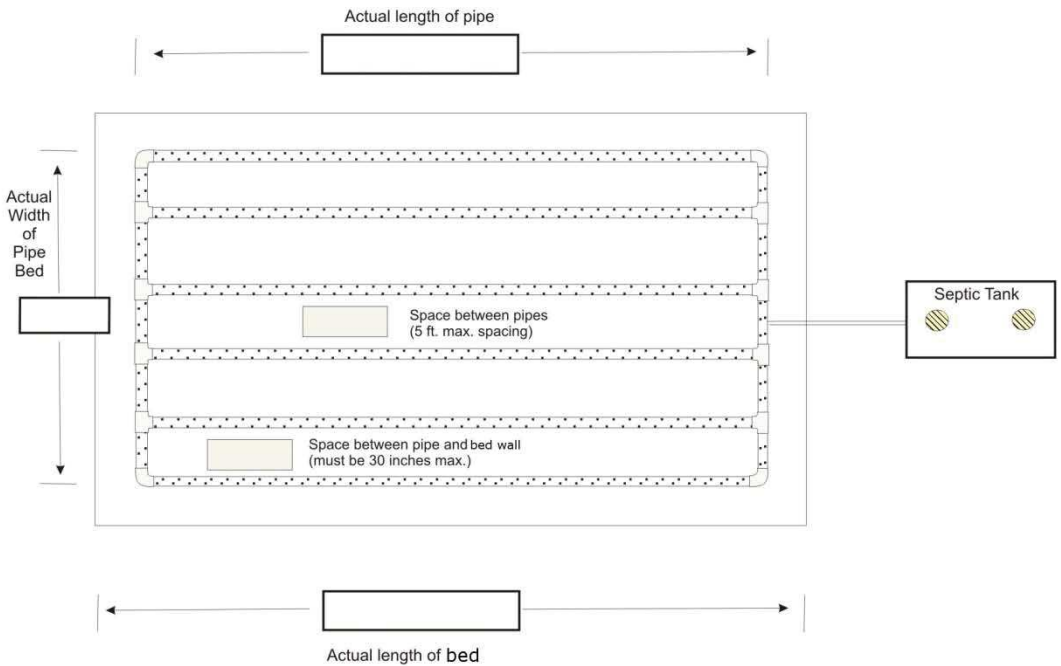 Actual length of pipe
Actual
Width
of
Pipe
Bed
Septic Tank
Space between pipes
(5 ft. max. spacing)
Space between pipe and bed wall
(must be 30 inches max.)
Actual length of bed